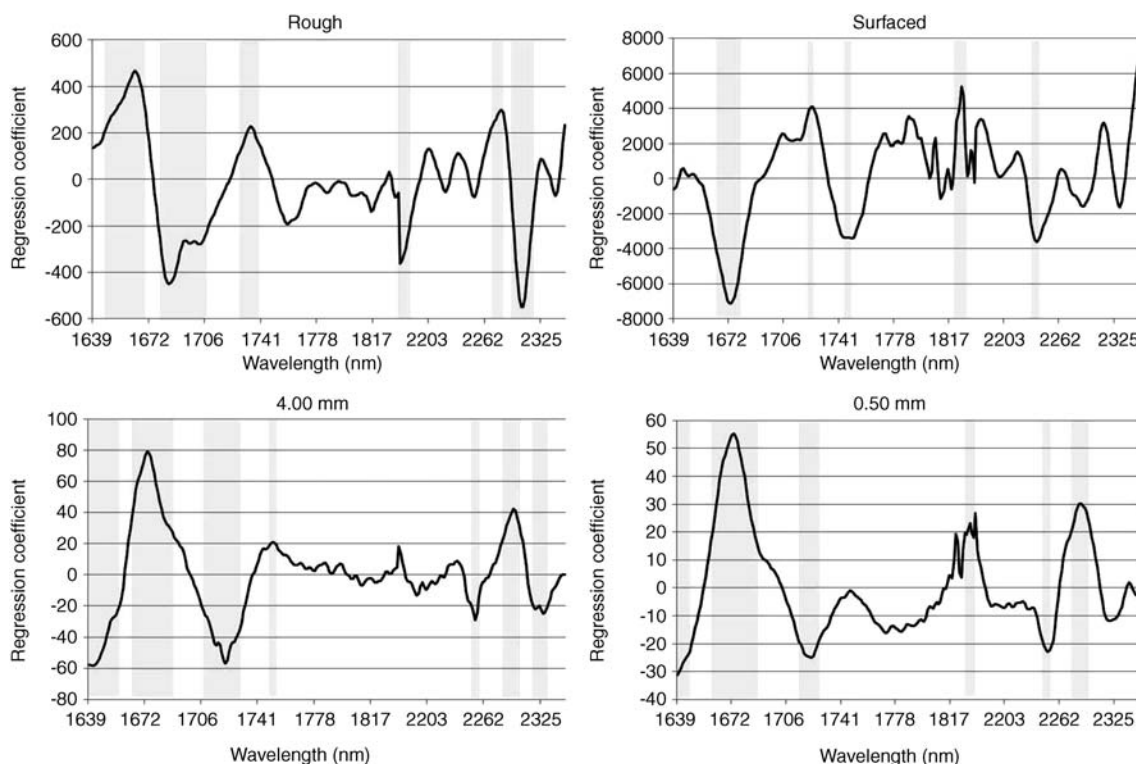 Rough
Regression coefficient
600
400
200
0
-200
-400
-600
1639 1672 1706 1741 1778 1817 2203 2262 2325
Wavelength (nm)
Surfaced
Regression coefficient
8000
6000
4000
2000
0
-2000
-4000
-6000
-8000
1639 1672 1706 1741 1778 1817 2203 2262 2325
Wavelength (nm)
4.00 mm
Regression coefficient
100
80
60
40
20
0
-20
-40
-60
-80
1639 1672 1706 1741 1778 1817 2203 2262 2325
Wavelength (nm)
0.50 mm
Regression coefficient
60
50
40
30
20
10
0
-10
-20
-30
-40
1639 1672 1706 1741 1778 1817 2203 2262 2325
Wavelength (nm)